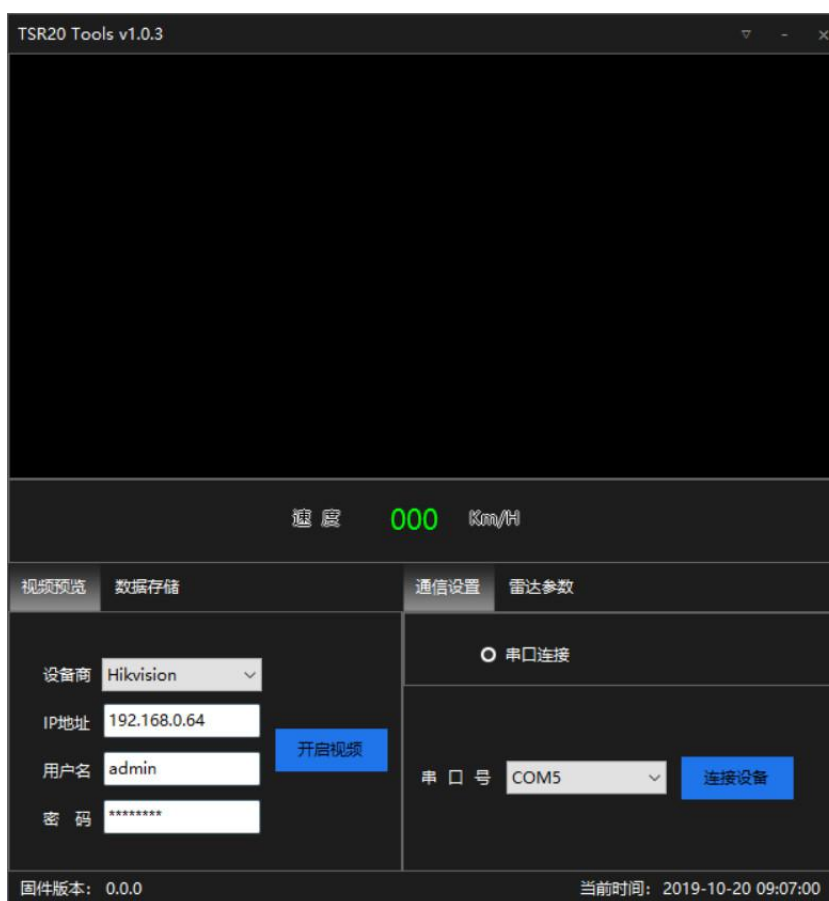 TSR20 Tools v1.0.3
速 度 000 Km/H
视频预览 数据存储
通信设置 雷达参数
设备商 Hikvision
IP地址 192.168.0.64
用户名 admin
密 码 ********
开启视频
串口连接
串 口 号 COM5
连接设备
固件版本： 0.0.0
当前时间： 2019-10-20 09:07:00